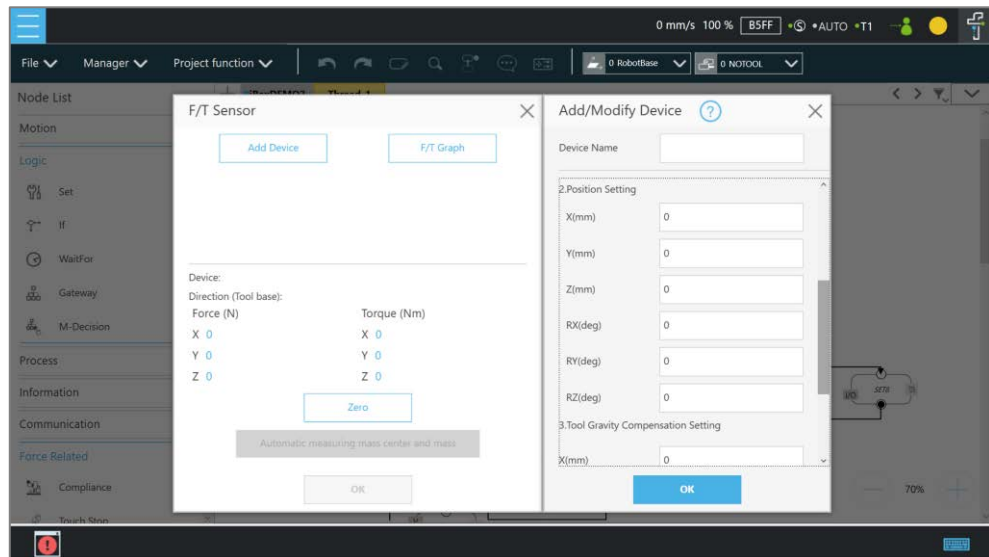 0 mm/s 100 % B5FF •Ⓢ •AUTO •T1
File Manager Project function 0 RobotBase 0 NOTOOL
Node List
Motion
Logic
Set
If
WaitFor
Gateway
M-Decision
Process
Information
Communication
Force Related
Compliance
Touch Stop
F/T Sensor
Add Device F/T Graph
Device:
Direction (Tool base):
Force (N) Torque (Nm)
X 0 X 0
Y 0 Y 0
Z 0 Z 0
Zero
Automatic measuring mass center and mass
OK
Add/Modify Device ?
Device Name
2.Position Setting
X(mm) 0
Y(mm) 0
Z(mm) 0
RX(deg) 0
RY(deg) 0
RZ(deg) 0
3.Tool Gravity Compensation Setting
X(mm) 0
OK
I/O
70%